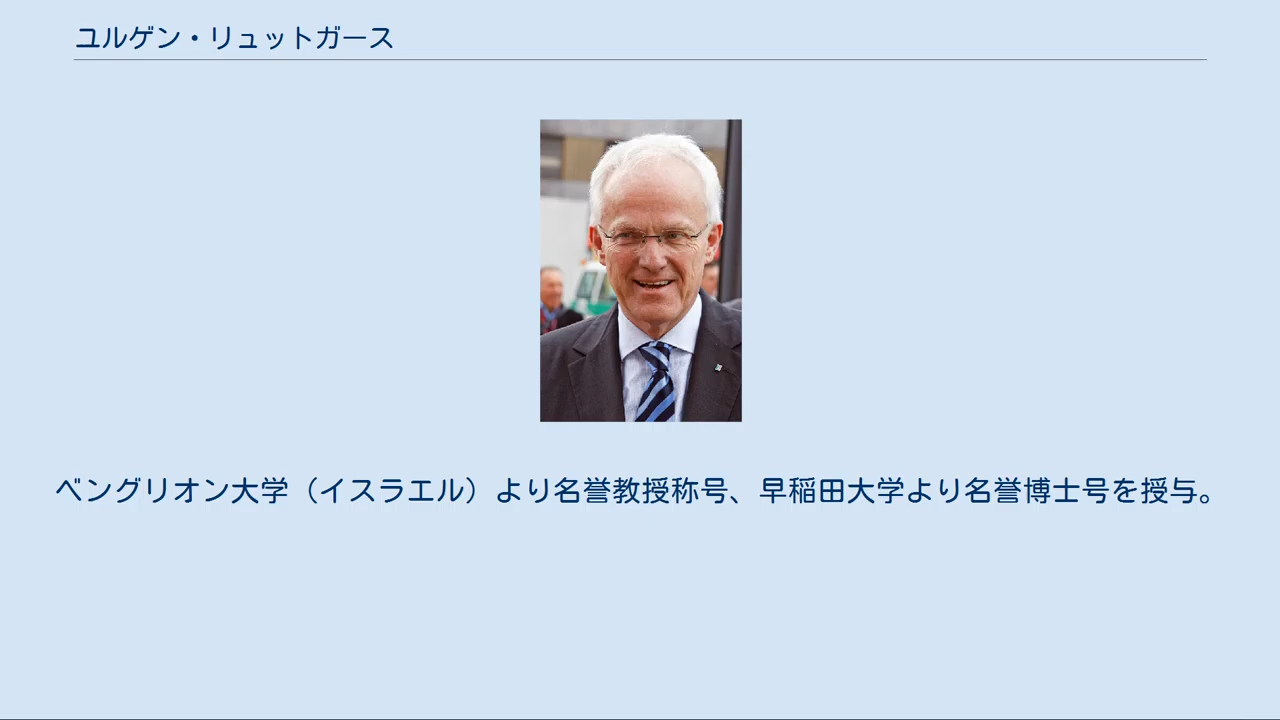 ユルゲン・リュットガース
ベングリオン大学（イスラエル）より名誉教授称号、早稲田大学より名誉博士号を授与。